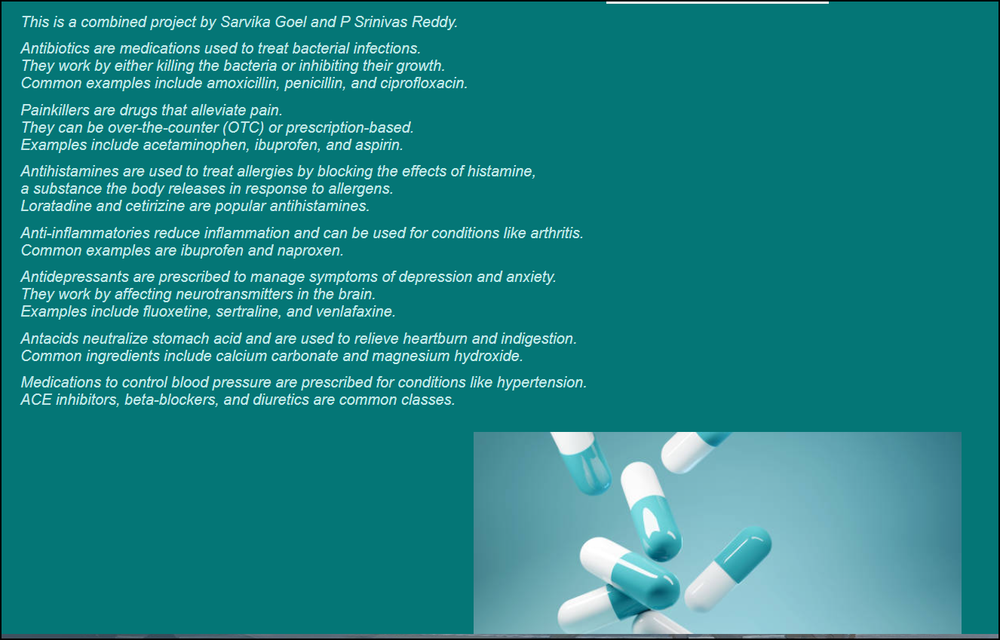 This is a combined project by Sarvika Goel and P Srinivas Reddy.
Antibiotics are medications used to treat bacterial infections.
They work by either killing the bacteria or inhibiting their growth.
Common examples include amoxicillin, penicillin, and ciprofloxacin.
Painkillers are drugs that alleviate pain.
They can be over-the-counter (OTC) or prescription-based.
Examples include acetaminophen, ibuprofen, and aspirin.
Antihistamines are used to treat allergies by blocking the effects of histamine,
a substance the body releases in response to allergens.
Loratadine and cetirizine are popular antihistamines.
Anti-inflammatories reduce inflammation and can be used for conditions like arthritis.
Common examples are ibuprofen and naproxen.
Antidepressants are prescribed to manage symptoms of depression and anxiety.
They work by affecting neurotransmitters in the brain.
Examples include fluoxetine, sertraline, and venlafaxine.
Antacids neutralize stomach acid and are used to relieve heartburn and indigestion.
Common ingredients include calcium carbonate and magnesium hydroxide.
Medications to control blood pressure are prescribed for conditions like hypertension.
ACE inhibitors, beta-blockers, and diuretics are common classes.